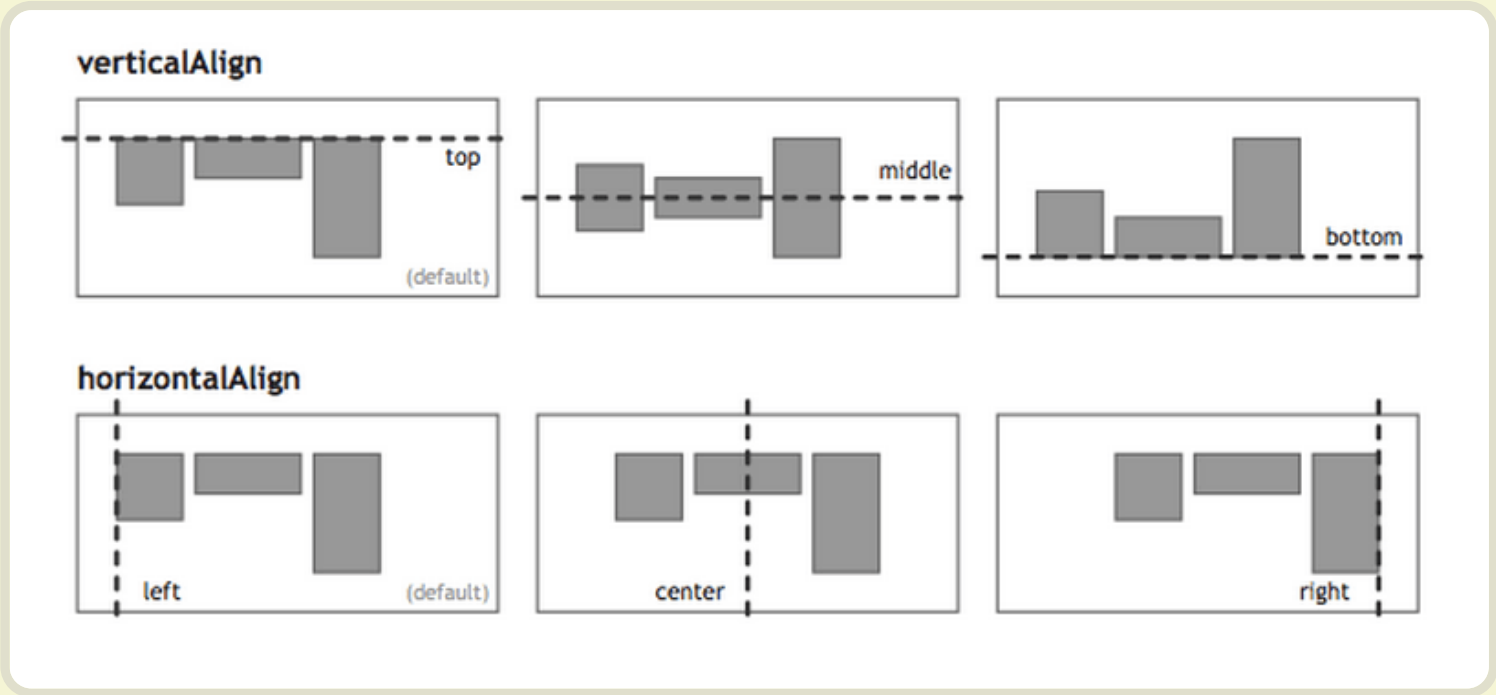 verticalAlign
top
(default)
middle
bottom
horizontalAlign
left
(default)
center
right